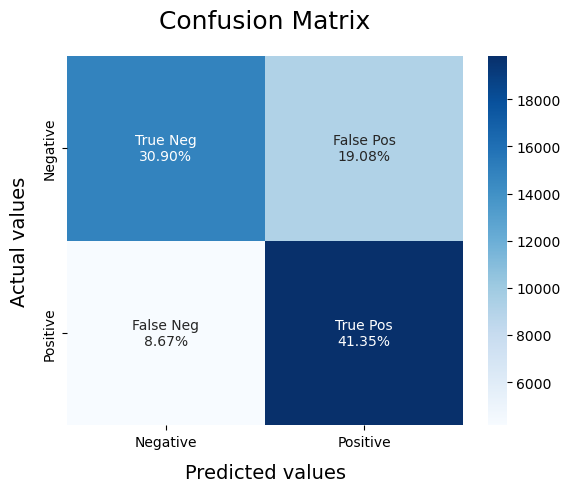 Confusion Matrix
Actual values
Negative
Positive
True Neg
30.90%
False Pos
19.08%
False Neg
8.67%
True Pos
41.35%
Negative
Positive
Predicted values
18000
16000
14000
12000
10000
8000
6000